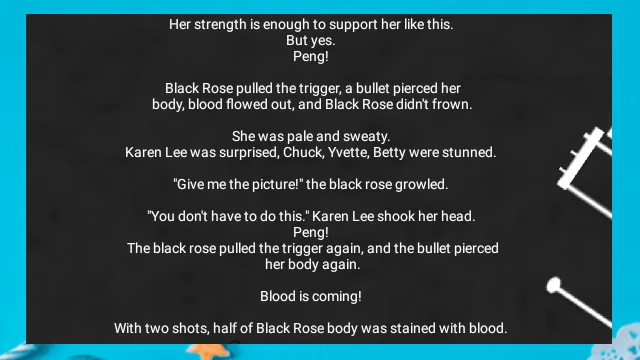 Her strength is enough to support her like this.
But yes.
Peng!
Black Rose pulled the trigger, a bullet pierced her
body, blood flowed out, and Black Rose didn't frown.
She was pale and sweaty.
Karen Lee was surprised, Chuck, Yvette, Betty were stunned.
"Give me the picture!" the black rose growled.
"You don't have to do this." Karen Lee shook her head.
Peng!
The black rose pulled the trigger again, and the bullet pierced
her body again.
Blood is coming!
With two shots, half of Black Rose body was stained with blood.